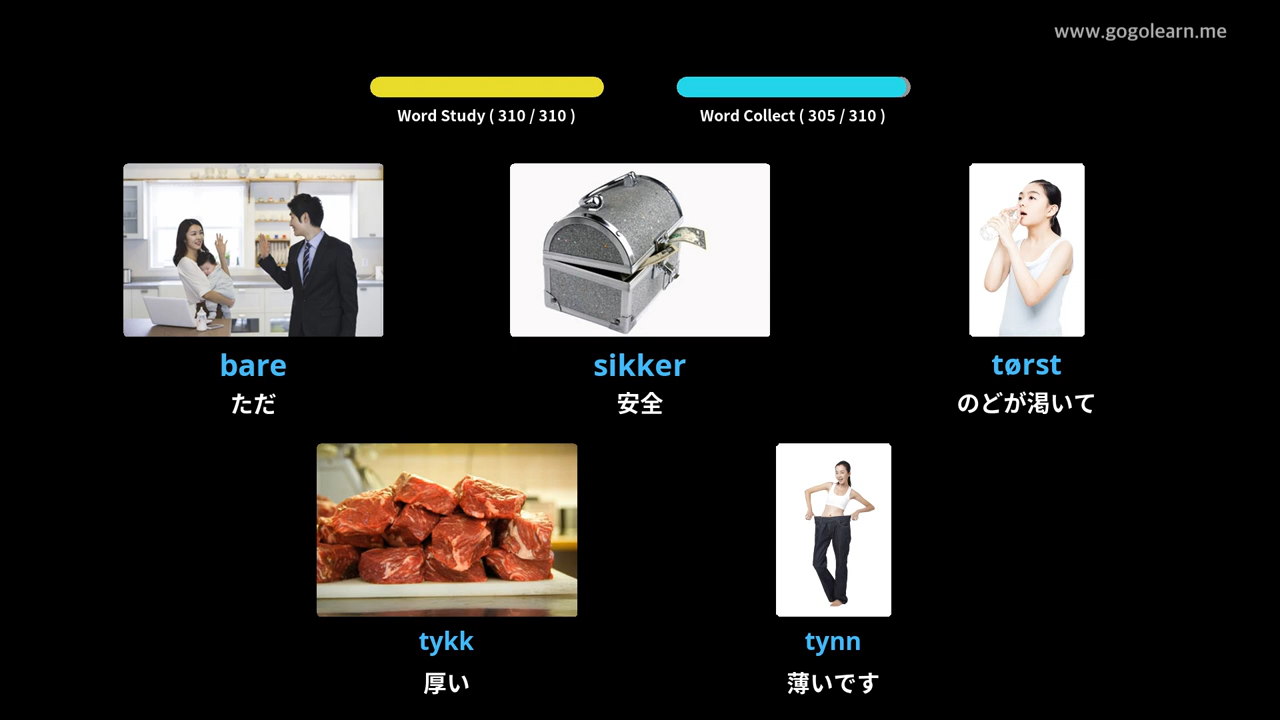 www.gogolearn.me
Word Study ( 310 / 310 )
Word Collect ( 305 / 310 )
bare
ただ
sikker
安全
tørst
のどが渇いて
tykk
厚い
tynn
薄いです